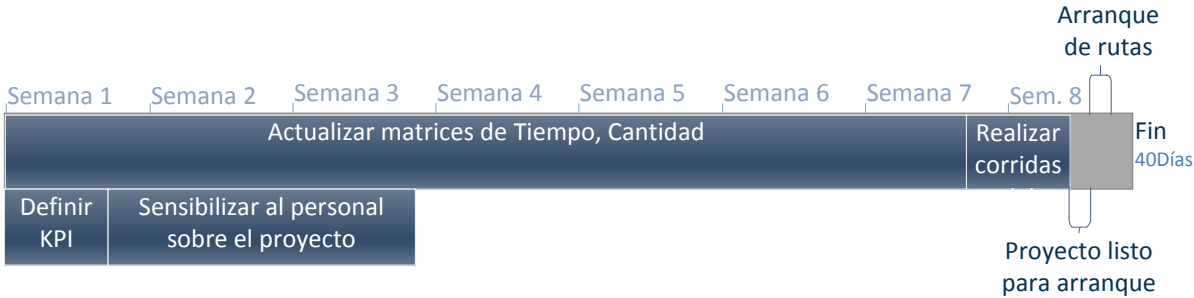 Arranque
de rutas
Semana 1 Semana 2 Semana 3 Semana 4 Semana 5 Semana 6 Semana 7 Sem. 8
Actualizar matrices de Tiempo, Cantidad
Realizar
corridas
Fin
40Días
Definir
KPI
Sensibilizar al personal
sobre el proyecto
Proyecto listo
para arranque